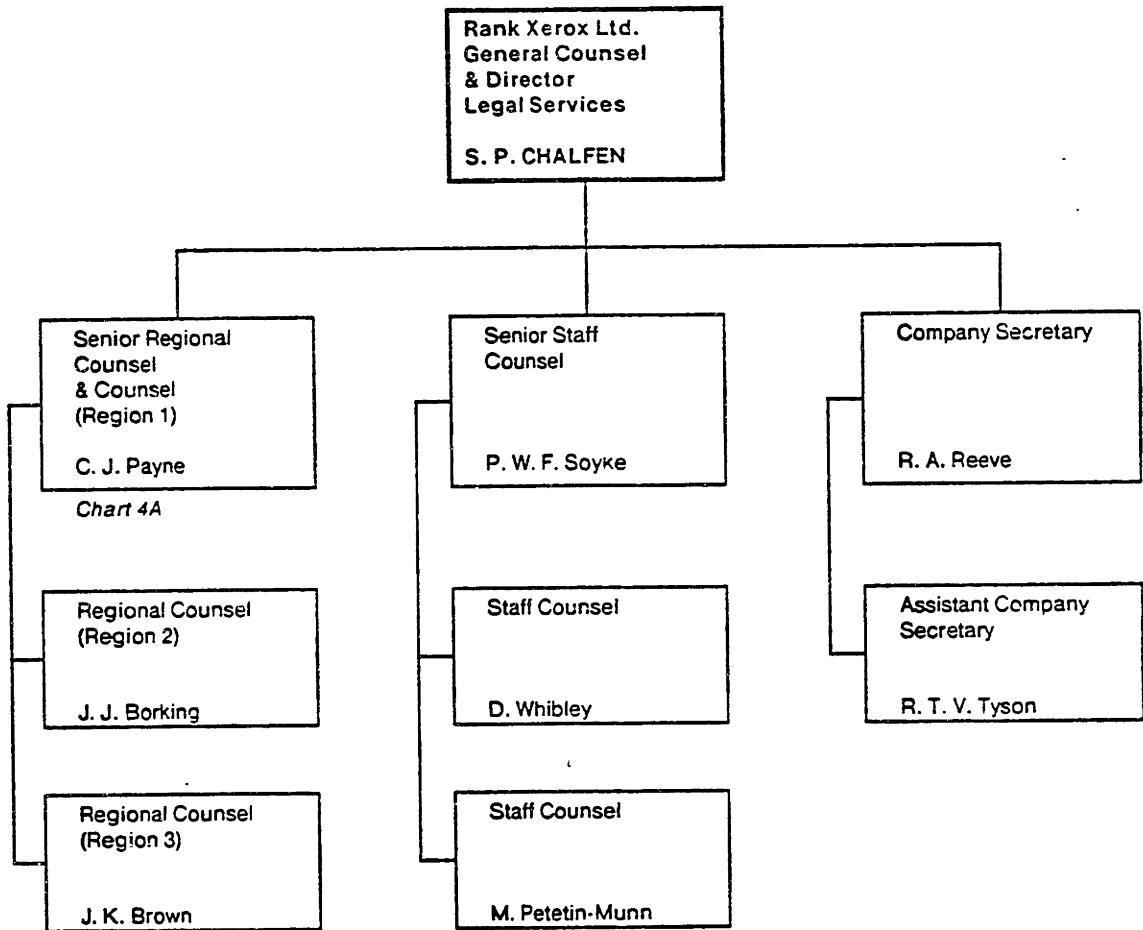 Rank Xerox Ltd.
General Counsel
& Director
Legal Services
S. P. CHALFEN
Senior Regional
Counsel
& Counsel
(Region 1)
C. J. Payne
Chart 4A
Regional Counsel
(Region 2)
J. J. Borking
Regional Counsel
(Region 3)
J. K. Brown
Senior Staff
Counsel
P. W. F. Soyke
Staff Counsel
D. Whibley
Staff Counsel
M. Petetin-Munn
Company Secretary
R. A. Reeve
Assistant Company
Secretary
R. T. V. Tyson